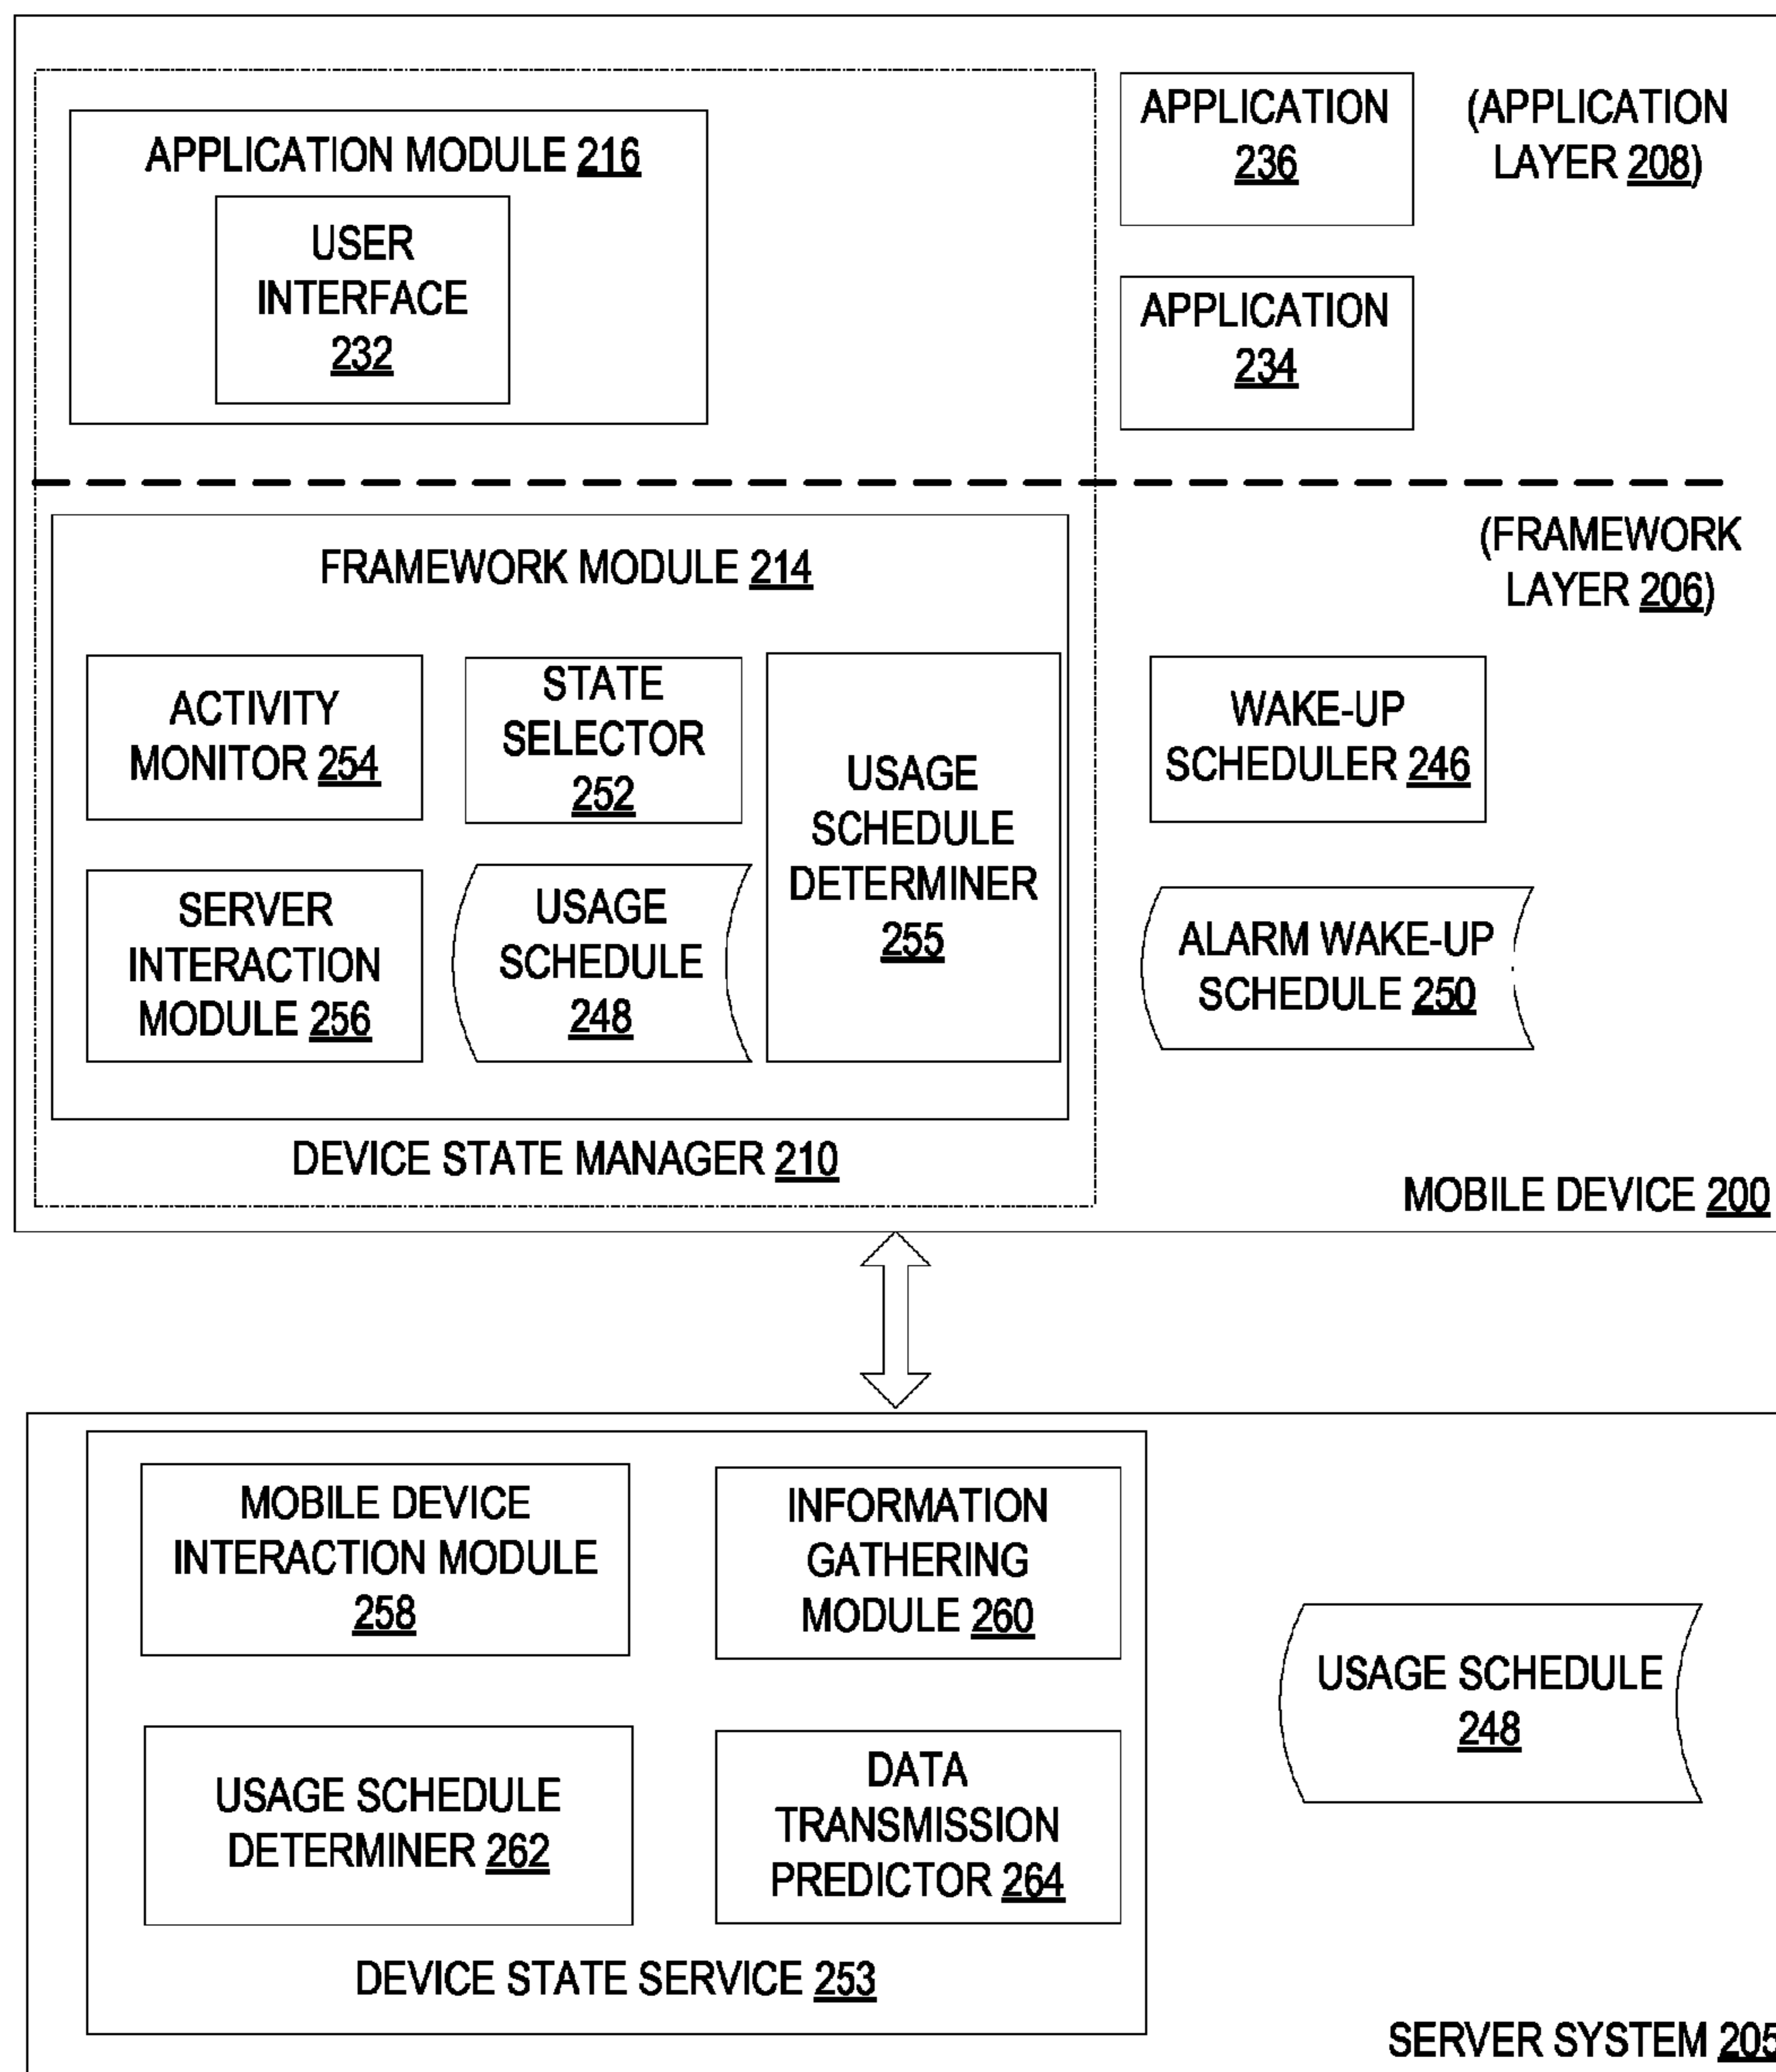 APPLICATION MODULE 216
USER
INTERFACE
232
APPLICATION
236
(APPLICATION
LAYER 208)
APPLICATION
234
FRAMEWORK MODULE 214
(FRAMEWORK
LAYER 206)
ACTIVITY
MONITOR 254
STATE
SELECTOR
252
USAGE
SCHEDULE
DETERMINER
255
WAKE-UP
SCHEDULER 246
SERVER
INTERACTION
MODULE 256
USAGE
SCHEDULE
248
ALARM WAKE-UP
SCHEDULE 250
DEVICE STATE MANAGER 210
MOBILE DEVICE 200
MOBILE DEVICE
INTERACTION MODULE
258
INFORMATION
GATHERING
MODULE 260
USAGE SCHEDULE
248
USAGE SCHEDULE
DETERMINER 262
DATA
TRANSMISSION
PREDICTOR 264
DEVICE STATE SERVICE 253
SERVER SYSTEM 205